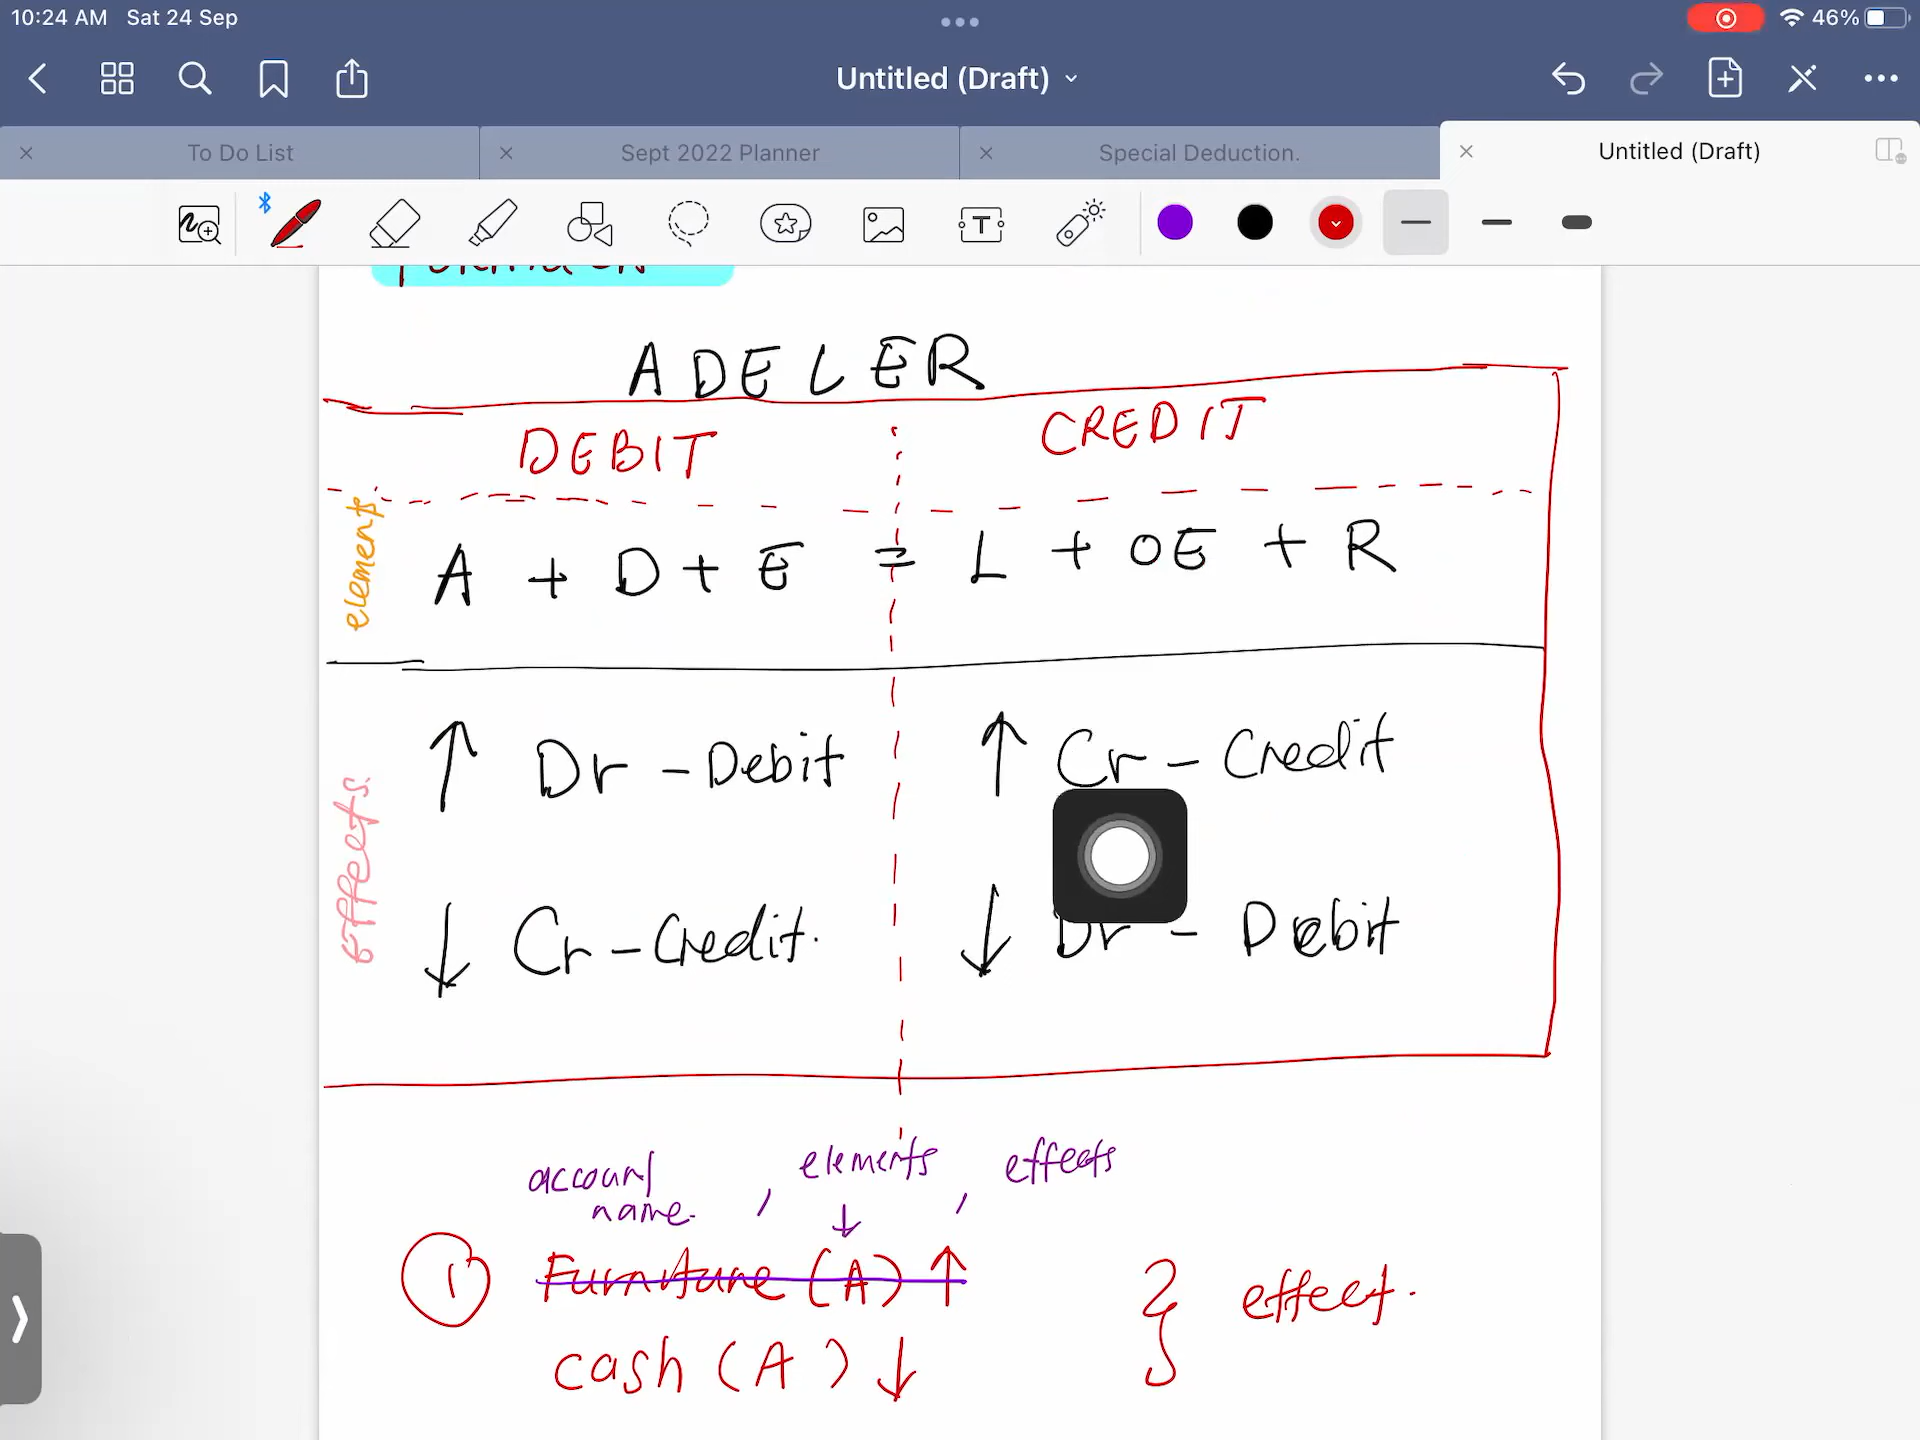 10:24 AM Sat 24 Sep
46%
Untitled (Draft)
To Do List
Sept 2022 Planner
Special Deduction.
Untitled (Draft)
T
ADELER
DEBIT CREDIT
elements
A + D + E = L + OE + R
effects.
↑ Dr - Debit ↑ Cr - Credit
↓ Cr - Credit. ↓ Dr - Debit
account name. , elements , effects
↓
1 Furniture (A) ↑
cash (A) ↓
} effect.